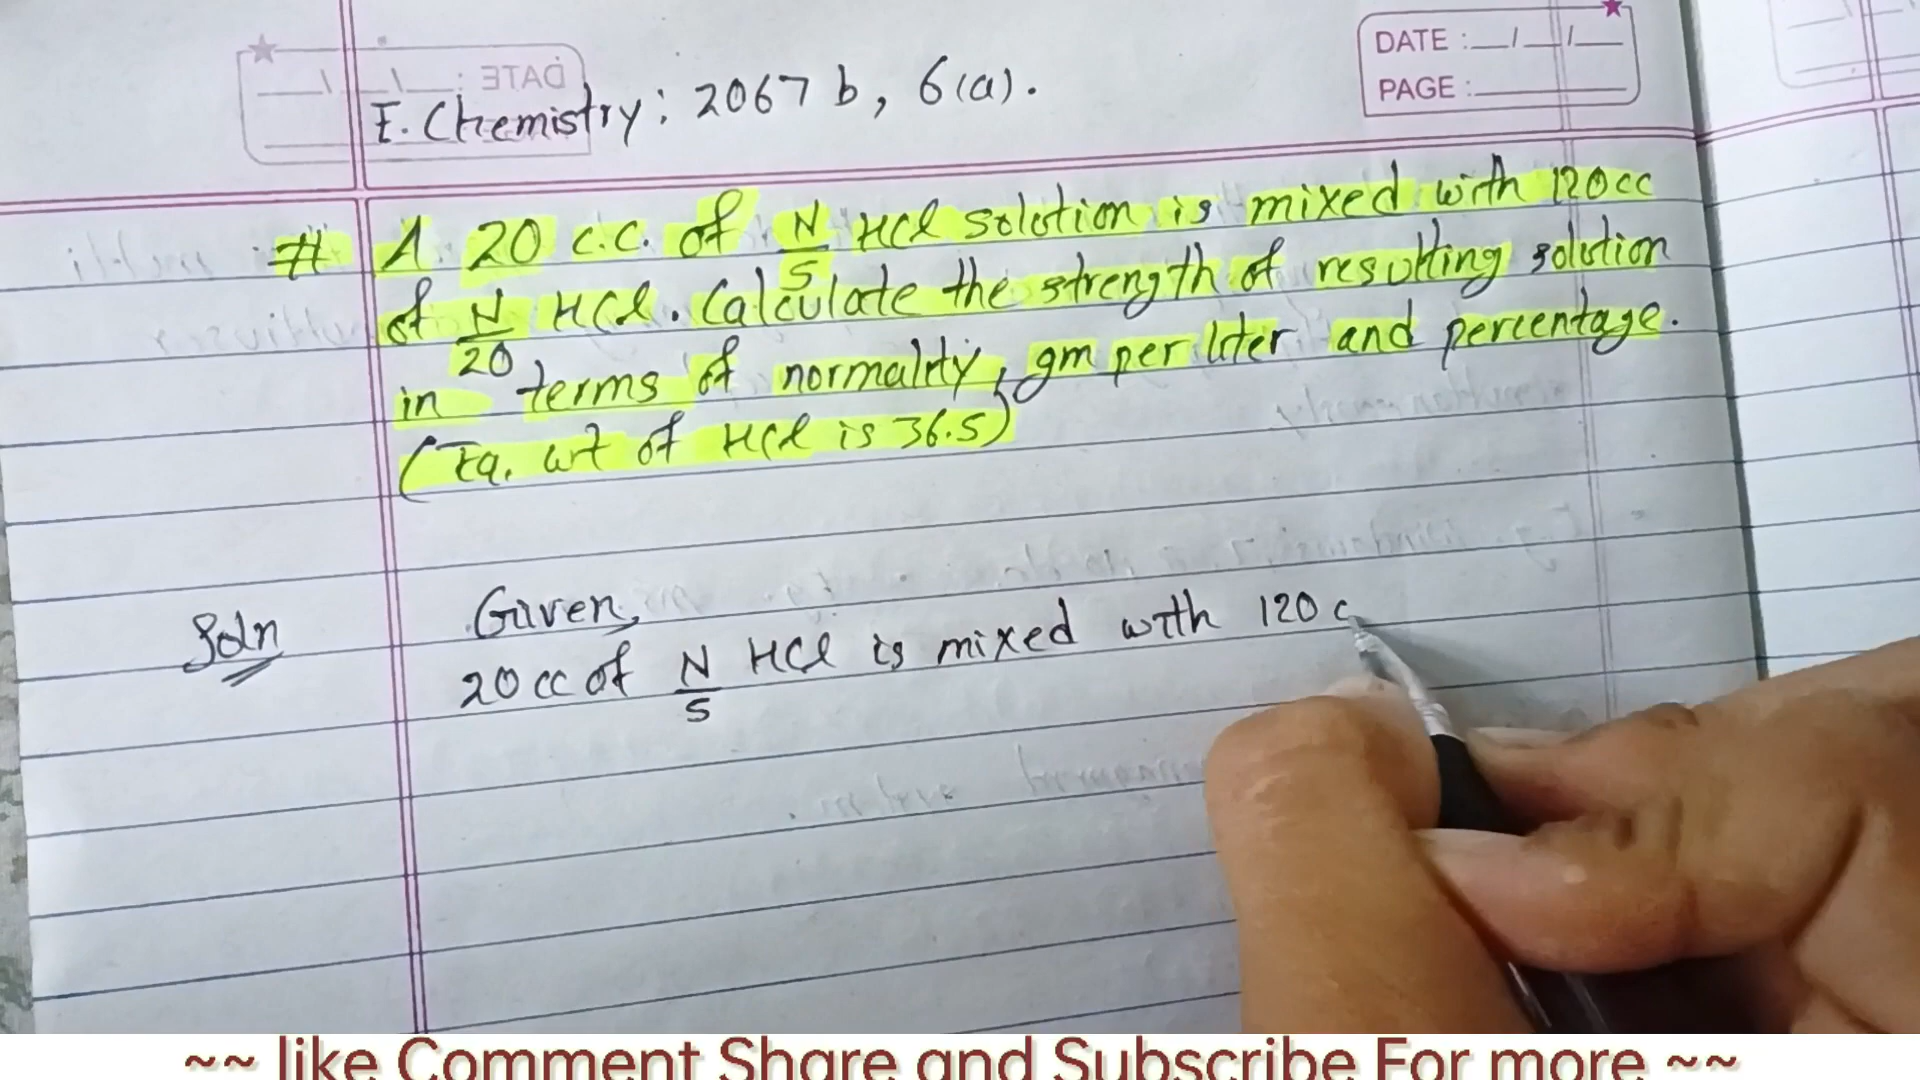 DATE : __/__/__
PAGE :
E. Chemistry: 2067 b, 6(a).
# A 20 c.c. of N/5 HCl solution is mixed with 120cc
of N/20 HCl. Calculate the strength of resulting solution
in terms of normality, gm per liter and percentage.
(Eq. wt of HCl is 36.5)
Soln Given,
20 cc of N/5 HCl is mixed with 120 c
~~ like Comment Share and Subscribe For more ~~